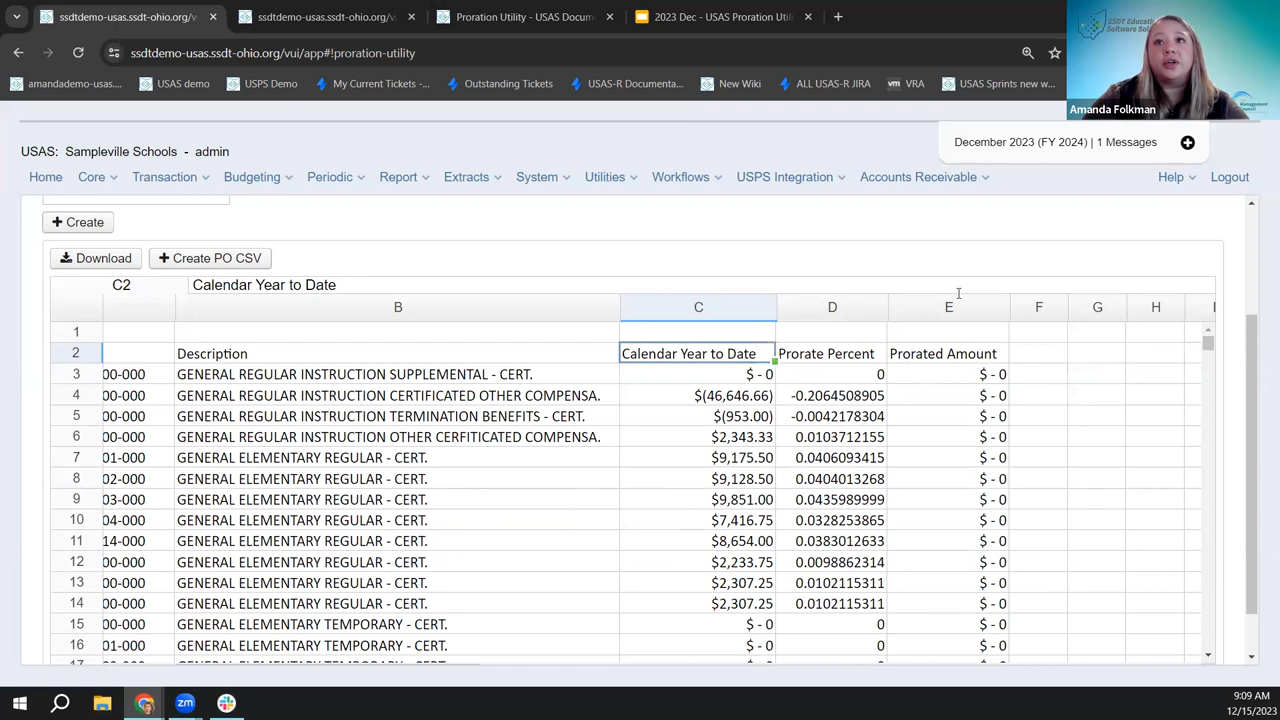 ssdtdemo-usas.ssdt-ohio.org/v
ssdtdemo-usas.ssdt-ohio.org/v
Proration Utility - USAS Docum
2023 Dec - USAS Proration Util
ssdtdemo-usas.ssdt-ohio.org/vui/app#!proration-utility
SSDT Educa
Software Sol
amandademo-usas....
USAS demo
USPS Demo
My Current Tickets -...
Outstanding Tickets
USAS-R Documenta...
New Wiki
ALL USAS-R JIRA
vm VRA
USAS Sprints new w
Amanda Folkman
USAS: Sampleville Schools - admin
December 2023 (FY 2024) | 1 Messages
Home Core Transaction Budgeting Periodic Report Extracts System Utilities Workflows USPS Integration Accounts Receivable Help Logout
Create
Download Create PO CSV
C2 Calendar Year to Date
B C D E F G H
1
2 Description Calendar Year to Date Prorate Percent Prorated Amount
3 00-000 GENERAL REGULAR INSTRUCTION SUPPLEMENTAL - CERT. $ - 0 0 $ - 0
4 00-000 GENERAL REGULAR INSTRUCTION CERTIFICATED OTHER COMPENSA. $(46,646.66) -0.2064508905 $ - 0
5 00-000 GENERAL REGULAR INSTRUCTION TERMINATION BENEFITS - CERT. $(953.00) -0.0042178304 $ - 0
6 00-000 GENERAL REGULAR INSTRUCTION OTHER CERFITICATED COMPENSA. $2,343.33 0.0103712155 $ - 0
7 01-000 GENERAL ELEMENTARY REGULAR - CERT. $9,175.50 0.0406093415 $ - 0
8 02-000 GENERAL ELEMENTARY REGULAR - CERT. $9,128.50 0.0404013268 $ - 0
9 03-000 GENERAL ELEMENTARY REGULAR - CERT. $9,851.00 0.0435989999 $ - 0
10 04-000 GENERAL ELEMENTARY REGULAR - CERT. $7,416.75 0.0328253865 $ - 0
11 14-000 GENERAL ELEMENTARY REGULAR - CERT. $8,654.00 0.0383012633 $ - 0
12 00-000 GENERAL ELEMENTARY REGULAR - CERT. $2,233.75 0.0098862314 $ - 0
13 00-000 GENERAL ELEMENTARY REGULAR - CERT. $2,307.25 0.0102115311 $ - 0
14 00-000 GENERAL ELEMENTARY REGULAR - CERT. $2,307.25 0.0102115311 $ - 0
15 00-000 GENERAL ELEMENTARY TEMPORARY - CERT. $ - 0 0 $ - 0
16 01-000 GENERAL ELEMENTARY TEMPORARY - CERT. $ - 0 0 $ - 0
9:09 AM
12/15/2023